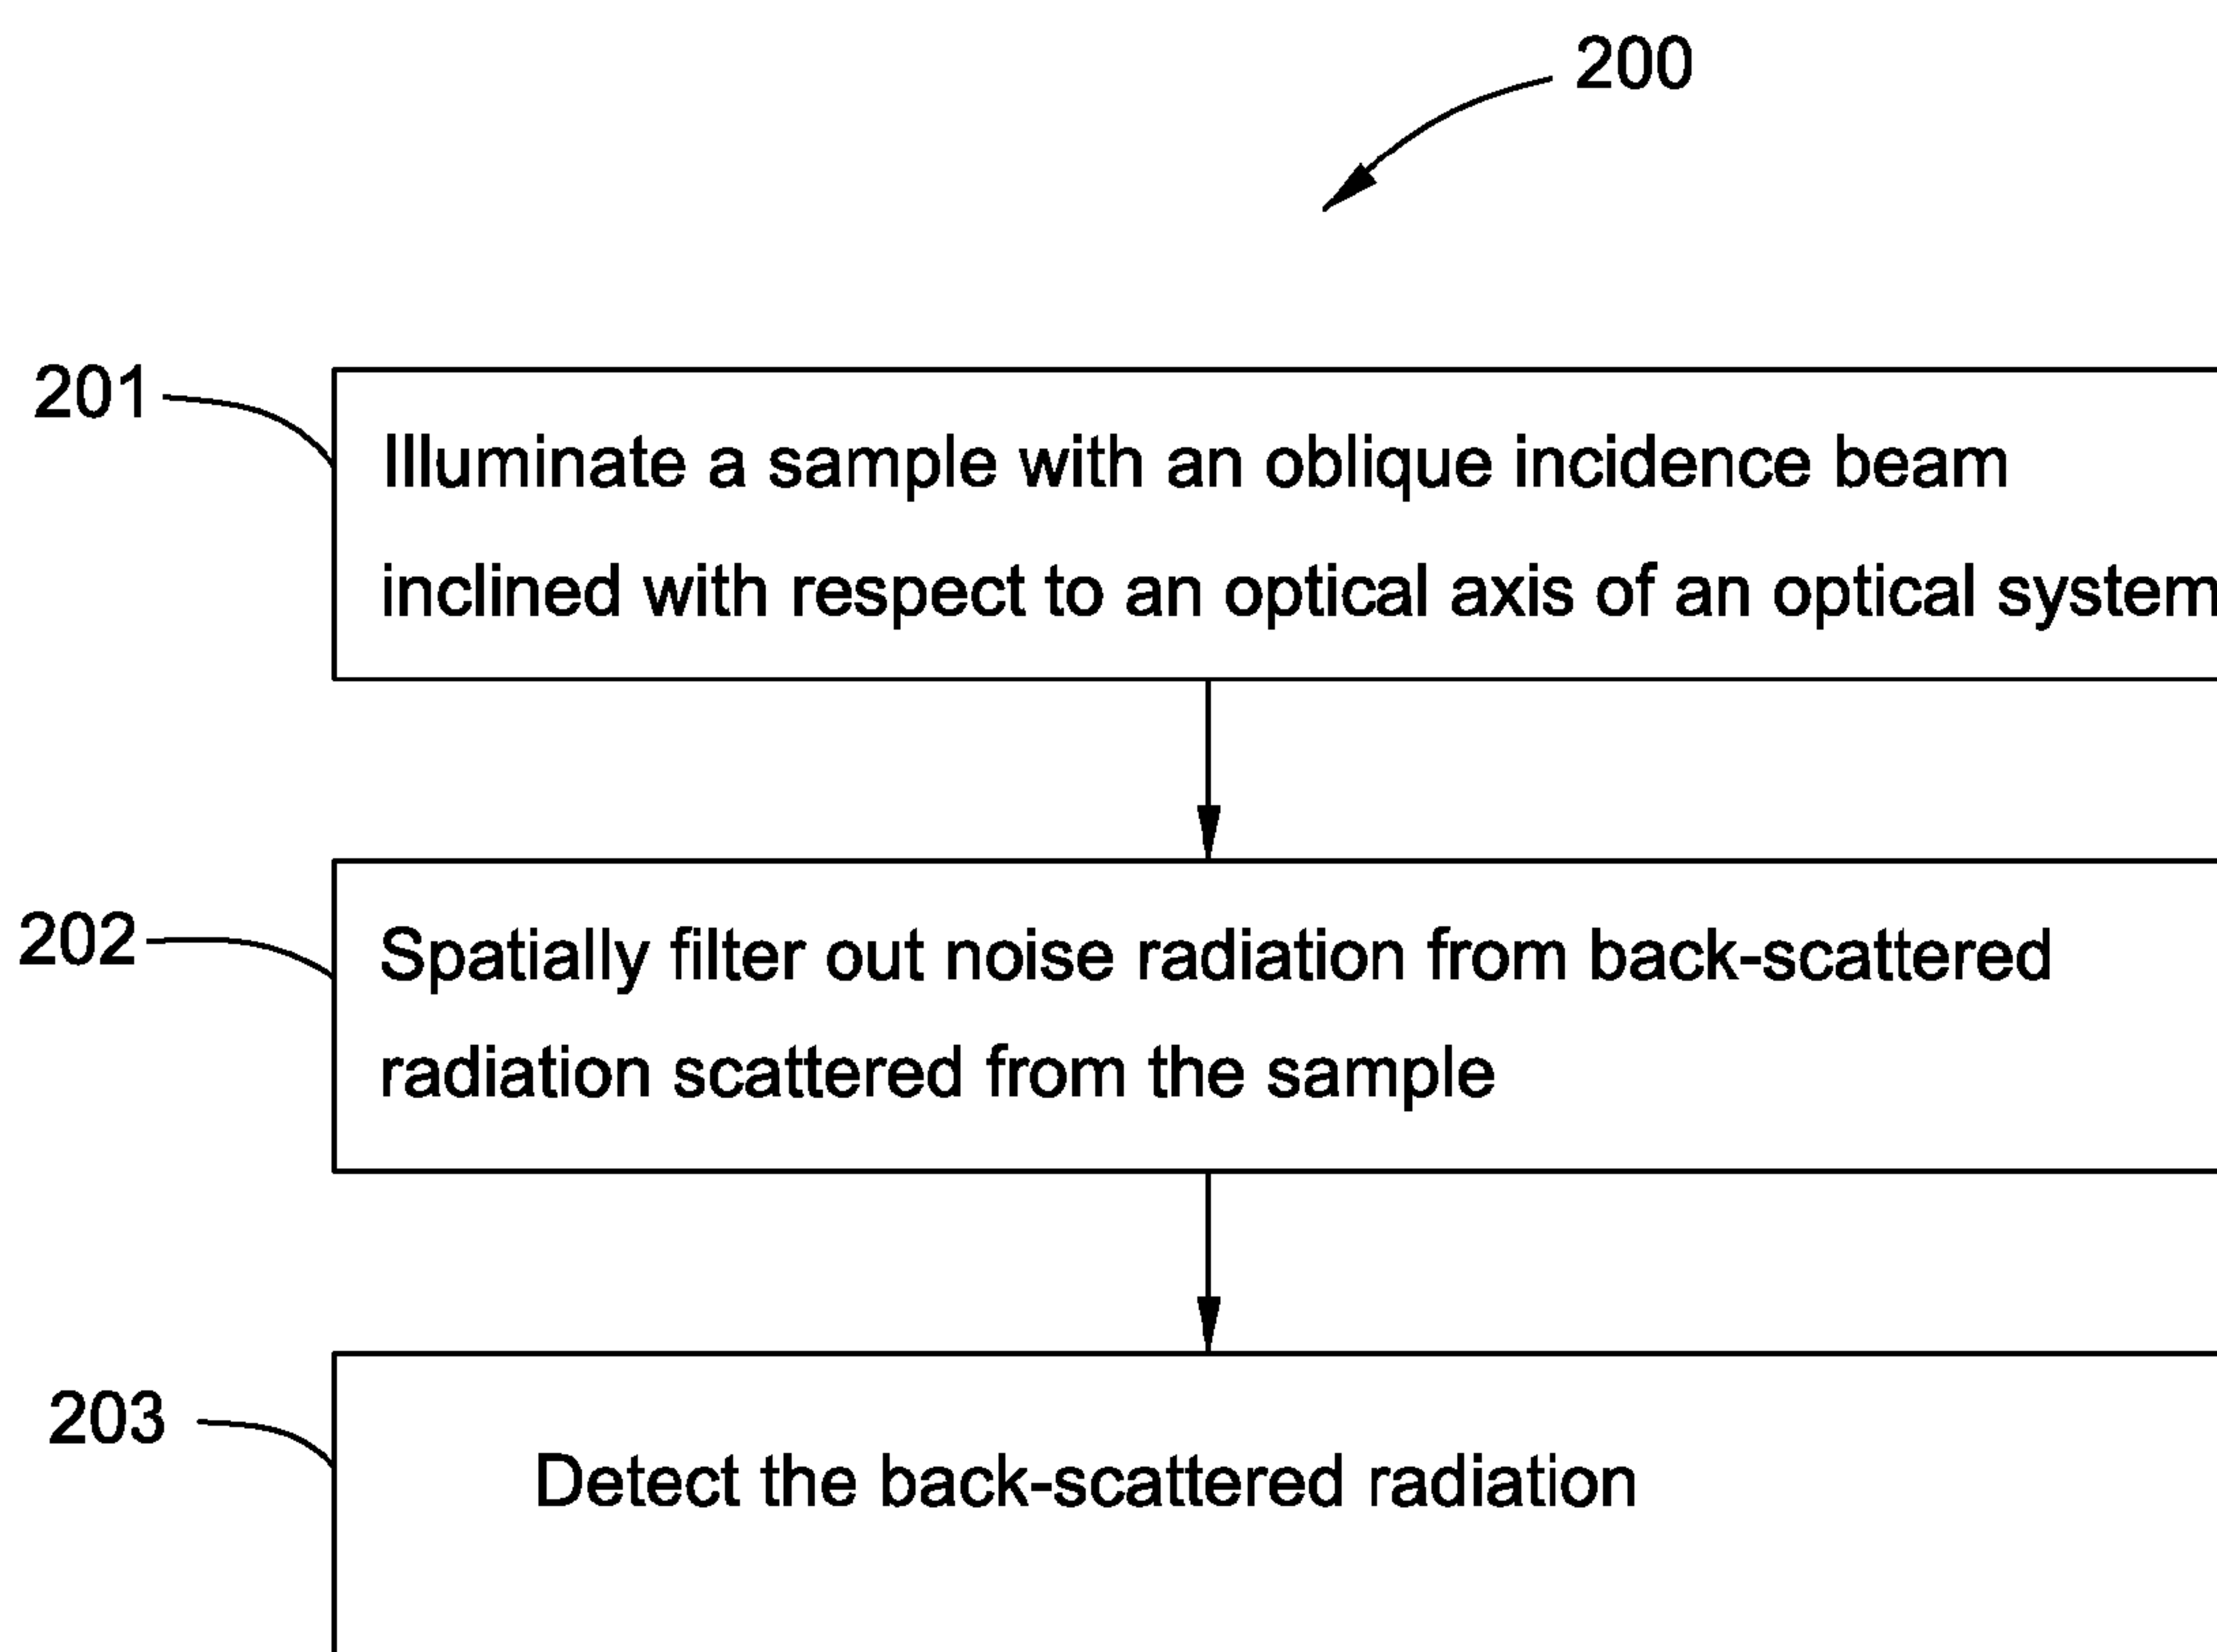 200
201
Illuminate a sample with an oblique incidence beam
inclined with respect to an optical axis of an optical system
202
Spatially filter out noise radiation from back-scattered
radiation scattered from the sample
203
Detect the back-scattered radiation